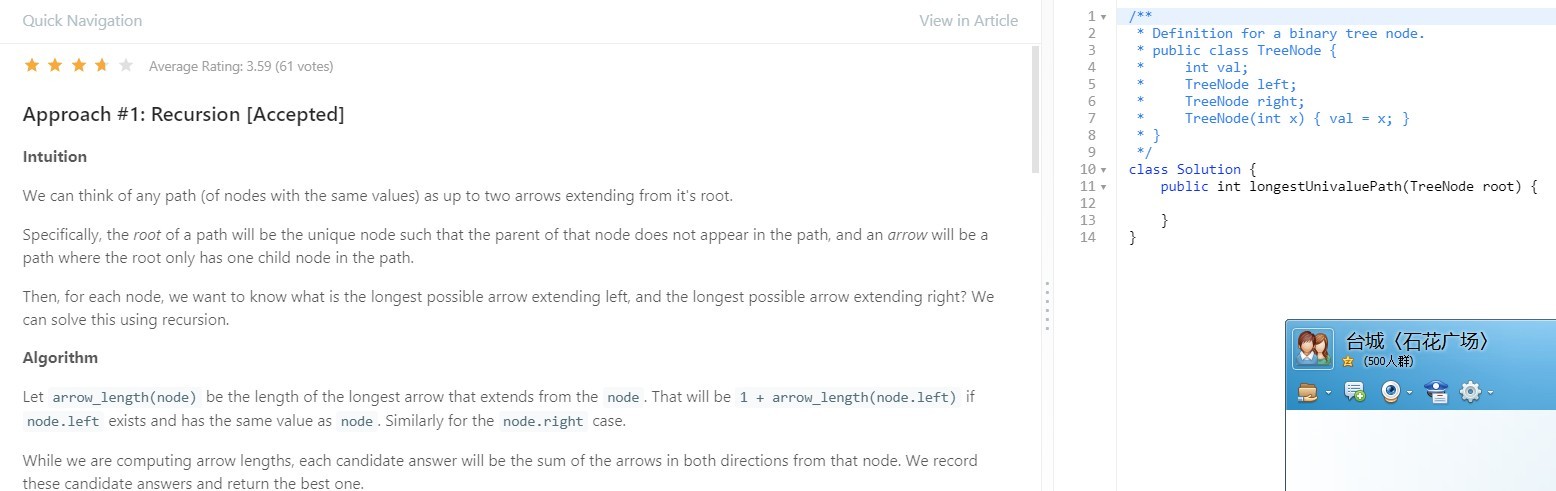 Quick Navigation
View in Article
Average Rating: 3.59 (61 votes)
Approach #1: Recursion [Accepted]
Intuition
We can think of any path (of nodes with the same values) as up to two arrows extending from it's root.
Specifically, the root of a path will be the unique node such that the parent of that node does not appear in the path, and an arrow will be a
path where the root only has one child node in the path.
Then, for each node, we want to know what is the longest possible arrow extending left, and the longest possible arrow extending right? We
can solve this using recursion.
Algorithm
Let arrow_length(node) be the length of the longest arrow that extends from the node . That will be 1 + arrow_length(node.left) if
node.left exists and has the same value as node . Similarly for the node.right case.
While we are computing arrow lengths, each candidate answer will be the sum of the arrows in both directions from that node. We record
these candidate answers and return the best one.
1 /**
2  * Definition for a binary tree node.
3  * public class TreeNode {
4  *     int val;
5  *     TreeNode left;
6  *     TreeNode right;
7  *     TreeNode(int x) { val = x; }
8  * }
9  */
10 class Solution {
11     public int longestUnivaluePath(TreeNode root) {
12
13     }
14 }
台城〈石花广场〉
(500人群)